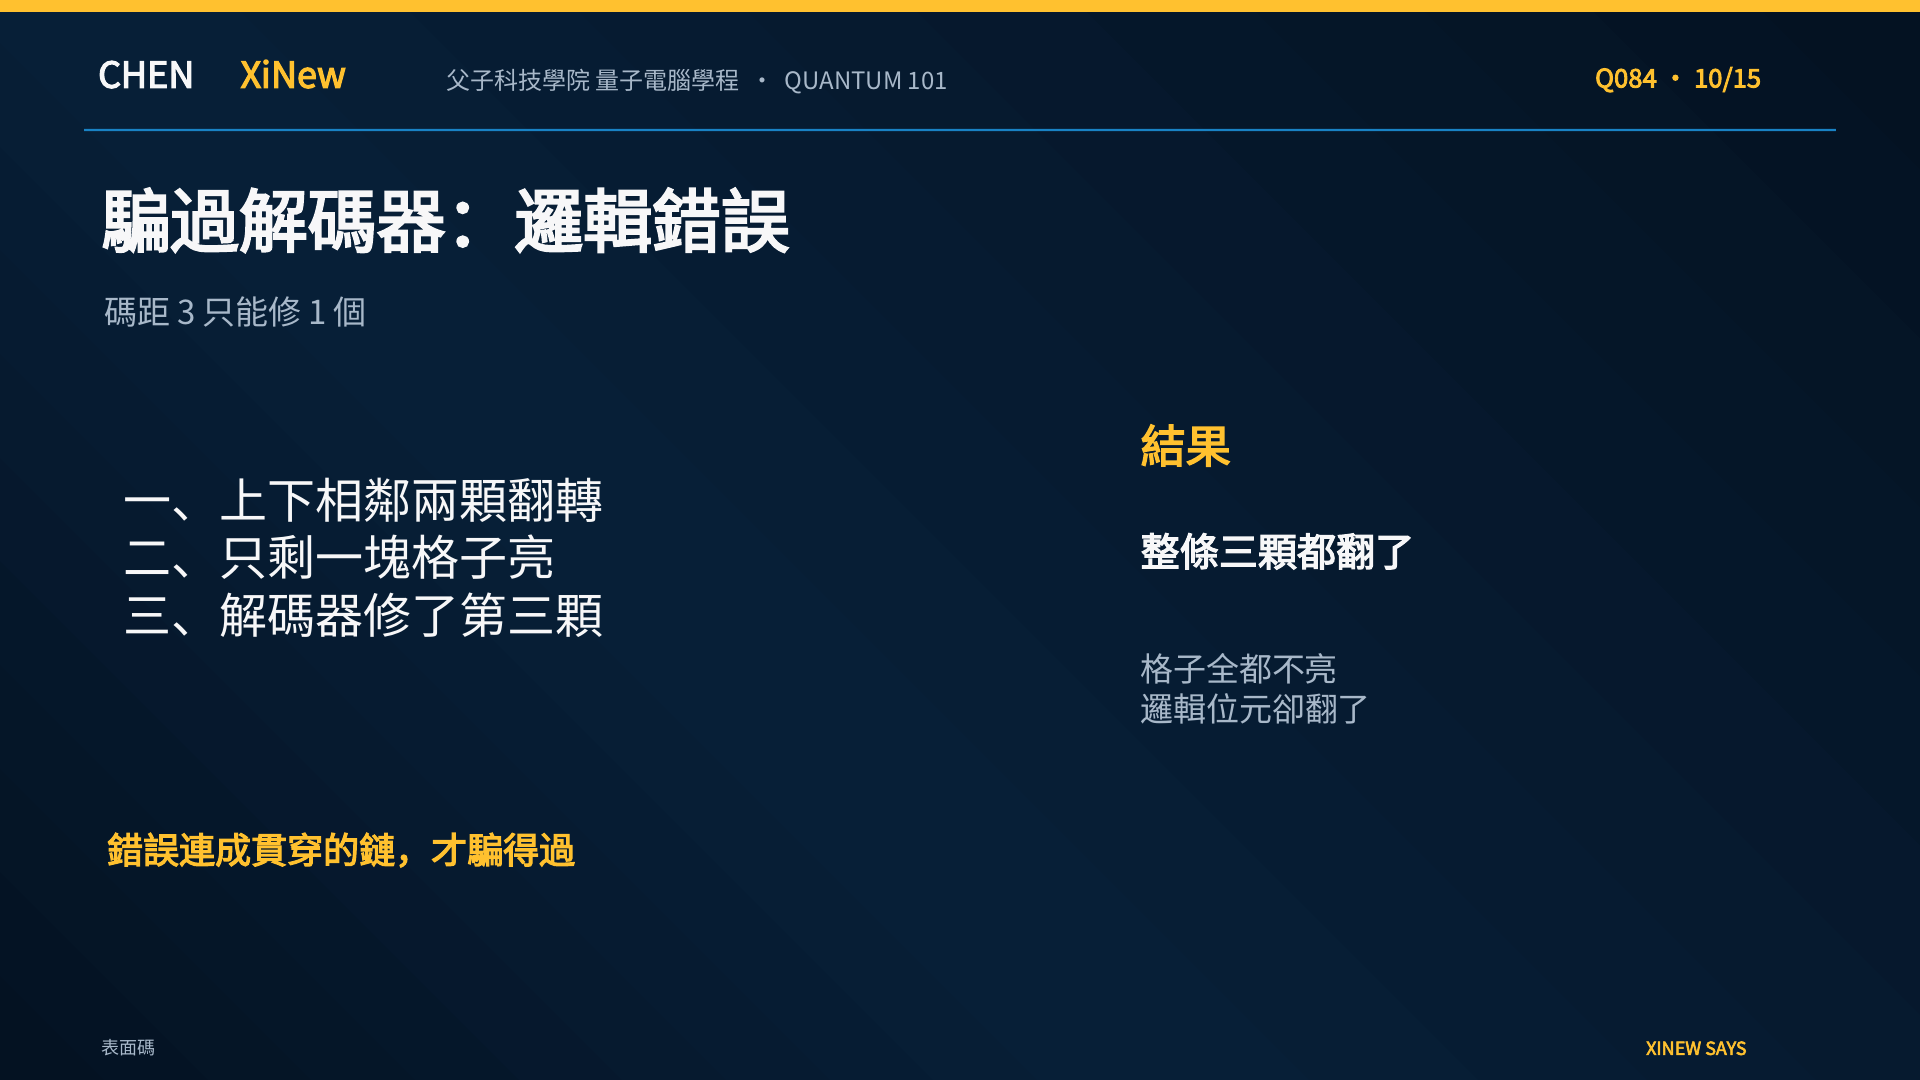 CHEN XiNew 父子科技學院 量子電腦學程 ・ QUANTUM 101 Q084 ・ 10/15
騙過解碼器：邏輯錯誤
碼距 3 只能修 1 個
一、上下相鄰兩顆翻轉
二、只剩一塊格子亮
三、解碼器修了第三顆
結果
整條三顆都翻了
格子全都不亮
邏輯位元卻翻了
錯誤連成貫穿的鏈，才騙得過
表面碼
XINEW SAYS